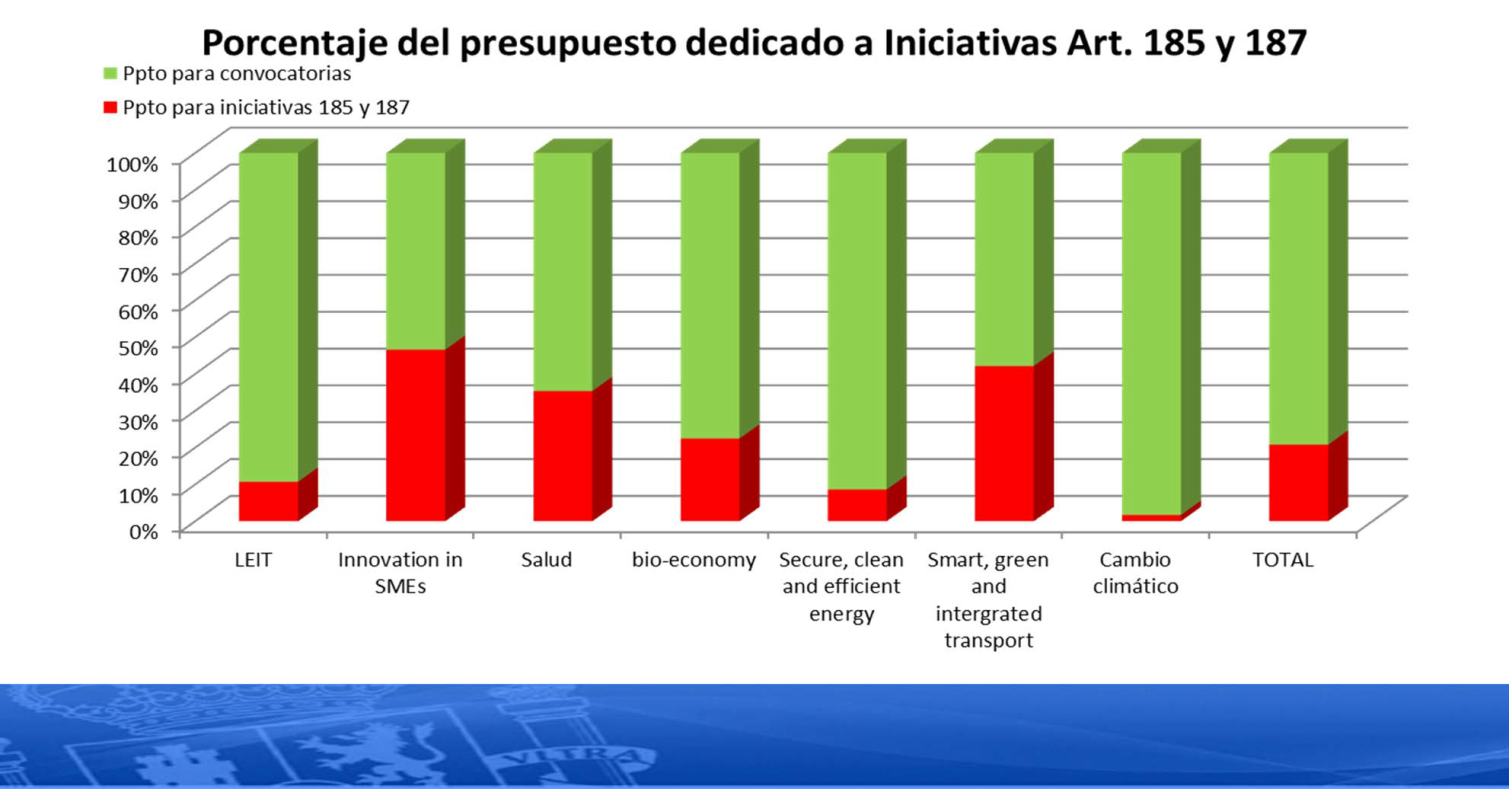 Porcentaje del presupuesto dedicado a Iniciativas Art. 185 y 187
Ppto para convocatorias
Ppto para iniciativas 185 y 187
100%
90%
80%
70%
60%
50%
40%
30%
20%
10%
0%
LEIT
Innovation in
SMEs
Salud
bio-economy
Secure, clean
and efficient
energy
Smart, green
and
intergrated
transport
Cambio
climático
TOTAL
VLTRA